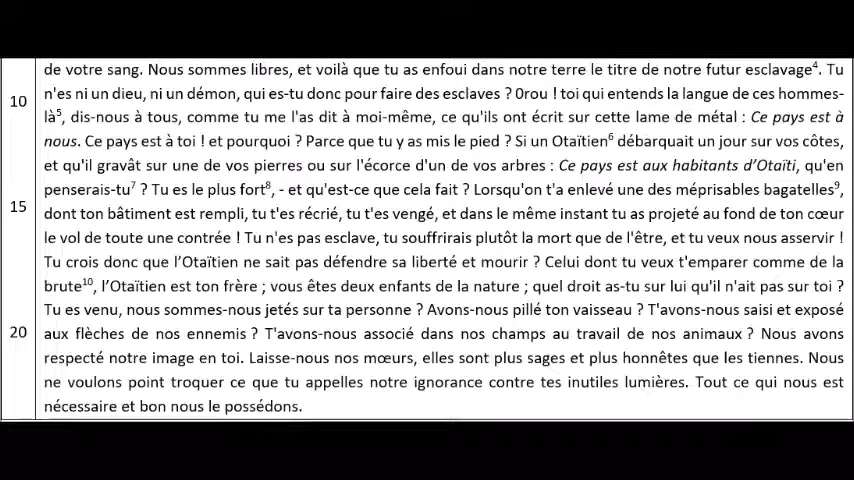 de votre sang. Nous sommes libres, et voilà que tu as enfoui dans notre terre le titre de notre futur esclavage⁴. Tu
10 n'es ni un dieu, ni un démon, qui es-tu donc pour faire des esclaves ? 0rou ! toi qui entends la langue de ces hommes-
là⁵, dis-nous à tous, comme tu me l'as dit à moi-même, ce qu'ils ont écrit sur cette lame de métal : Ce pays est à
nous. Ce pays est à toi ! et pourquoi ? Parce que tu y as mis le pied ? Si un Otaïtien⁶ débarquait un jour sur vos côtes,
et qu'il gravât sur une de vos pierres ou sur l'écorce d'un de vos arbres : Ce pays est aux habitants d’Otaïti, qu'en
penserais-tu⁷ ? Tu es le plus fort⁸, - et qu'est-ce que cela fait ? Lorsqu'on t'a enlevé une des méprisables bagatelles⁹,
15 dont ton bâtiment est rempli, tu t'es récrié, tu t'es vengé, et dans le même instant tu as projeté au fond de ton cœur
le vol de toute une contrée ! Tu n'es pas esclave, tu souffrirais plutôt la mort que de l'être, et tu veux nous asservir !
Tu crois donc que l’Otaïtien ne sait pas défendre sa liberté et mourir ? Celui dont tu veux t'emparer comme de la
brute¹⁰, l’Otaïtien est ton frère ; vous êtes deux enfants de la nature ; quel droit as-tu sur lui qu'il n'ait pas sur toi ?
Tu es venu, nous sommes-nous jetés sur ta personne ? Avons-nous pillé ton vaisseau ? T'avons-nous saisi et exposé
20 aux flèches de nos ennemis ? T'avons-nous associé dans nos champs au travail de nos animaux ? Nous avons
respecté notre image en toi. Laisse-nous nos mœurs, elles sont plus sages et plus honnêtes que les tiennes. Nous
ne voulons point troquer ce que tu appelles notre ignorance contre tes inutiles lumières. Tout ce qui nous est
nécessaire et bon nous le possédons.